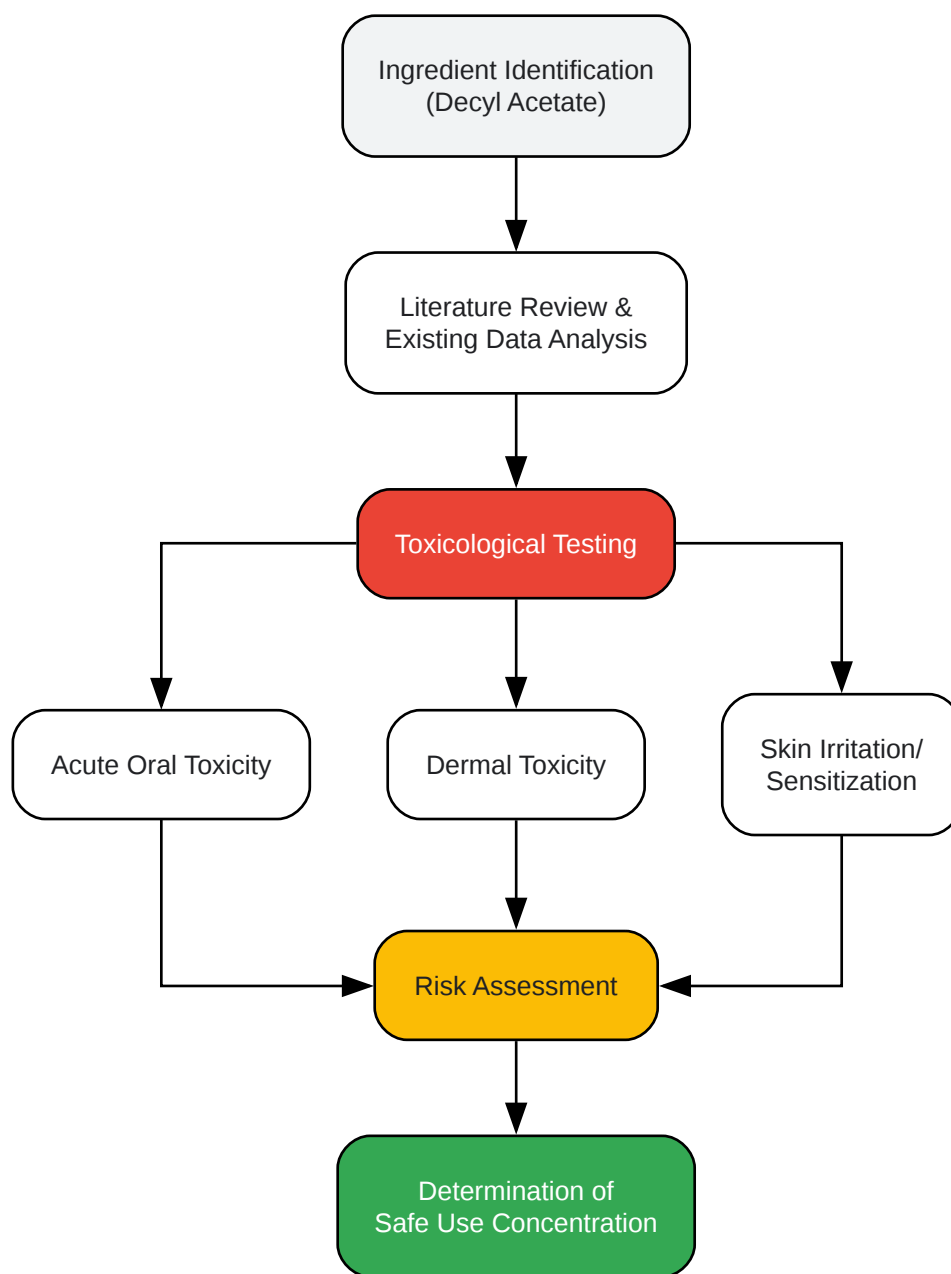 Ingredient Identification
(Decyl Acetate)
Literature Review &
Existing Data Analysis
Toxicological Testing
Acute Oral Toxicity
Dermal Toxicity
Skin Irritation/
Sensitization
Risk Assessment
Determination of
Safe Use Concentration